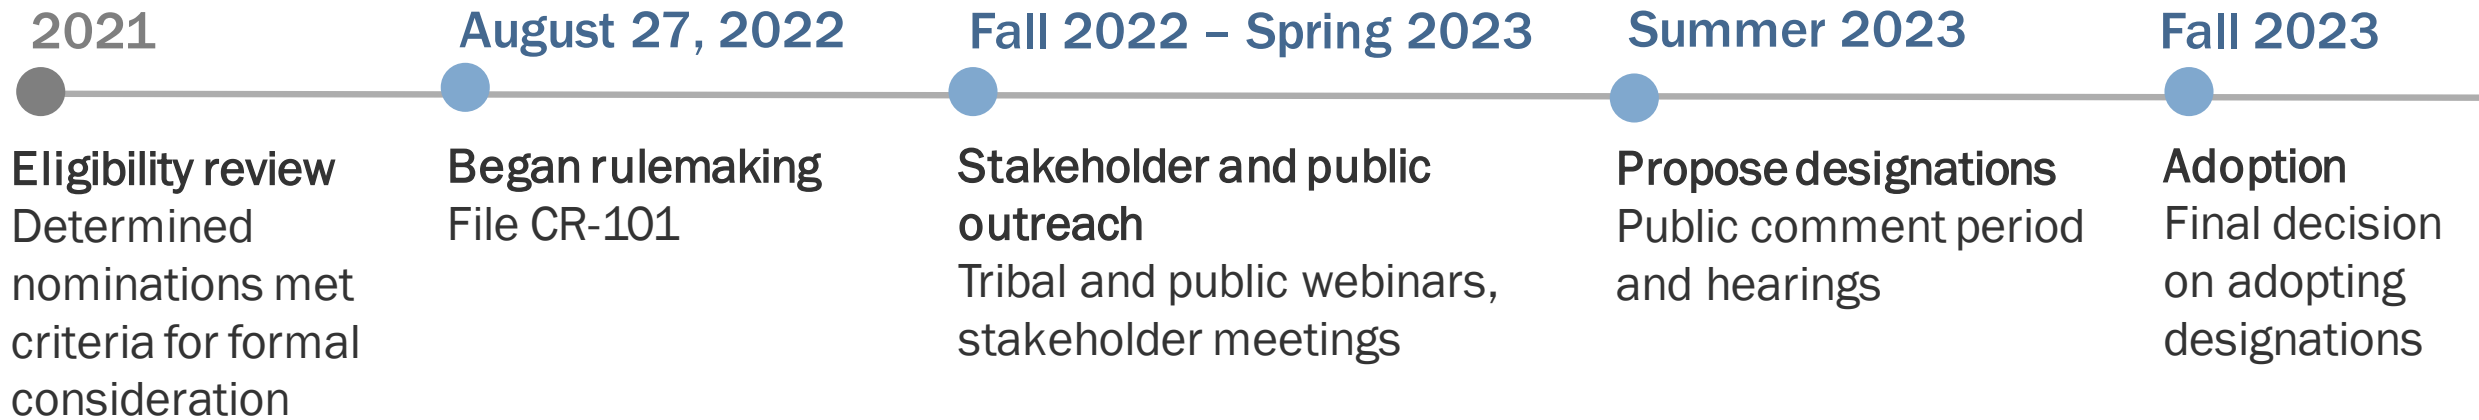 2021
Eligibility review
Determined
nominations met
criteria for formal
consideration
August 27, 2022
Began rulemaking
File CR-101
Fall 2022 – Spring 2023
Stakeholder and public
outreach
Tribal and public webinars,
stakeholder meetings
Summer 2023
Propose designations
Public comment period
and hearings
Fall 2023
Adoption
Final decision
on adopting
designations